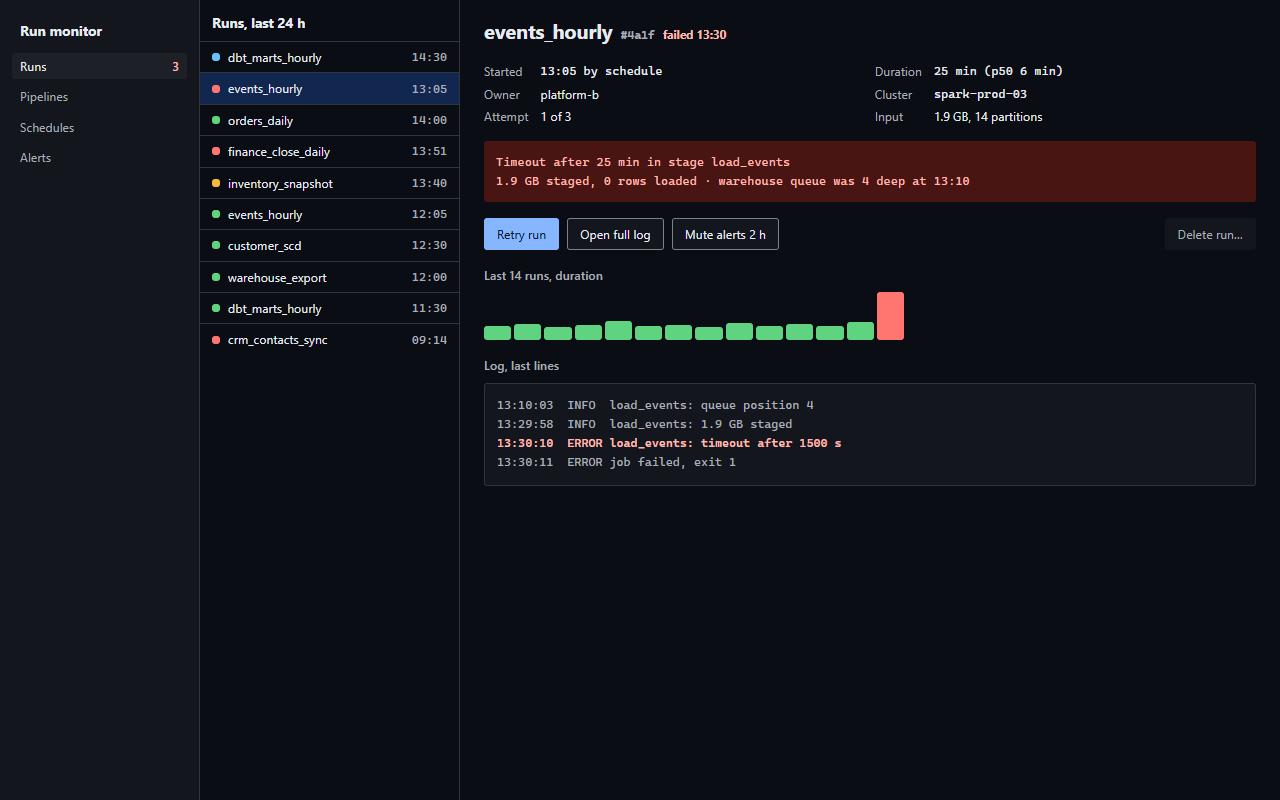 Run monitor
Runs 3
Pipelines
Schedules
Alerts
Runs, last 24 h
dbt_marts_hourly 14:30
events_hourly 13:05
orders_daily 14:00
finance_close_daily 13:51
inventory_snapshot 13:40
events_hourly 12:05
customer_scd 12:30
warehouse_export 12:00
dbt_marts_hourly 11:30
crm_contacts_sync 09:14
events_hourly #4a1f failed 13:30
Started 13:05 by schedule Duration 25 min (p50 6 min)
Owner platform-b Cluster spark-prod-03
Attempt 1 of 3 Input 1.9 GB, 14 partitions
Timeout after 25 min in stage load_events
1.9 GB staged, 0 rows loaded · warehouse queue was 4 deep at 13:10
Retry run Open full log Mute alerts 2 h Delete run...
Last 14 runs, duration
Log, last lines
13:10:03 INFO load_events: queue position 4
13:29:58 INFO load_events: 1.9 GB staged
13:30:10 ERROR load_events: timeout after 1500 s
13:30:11 ERROR job failed, exit 1